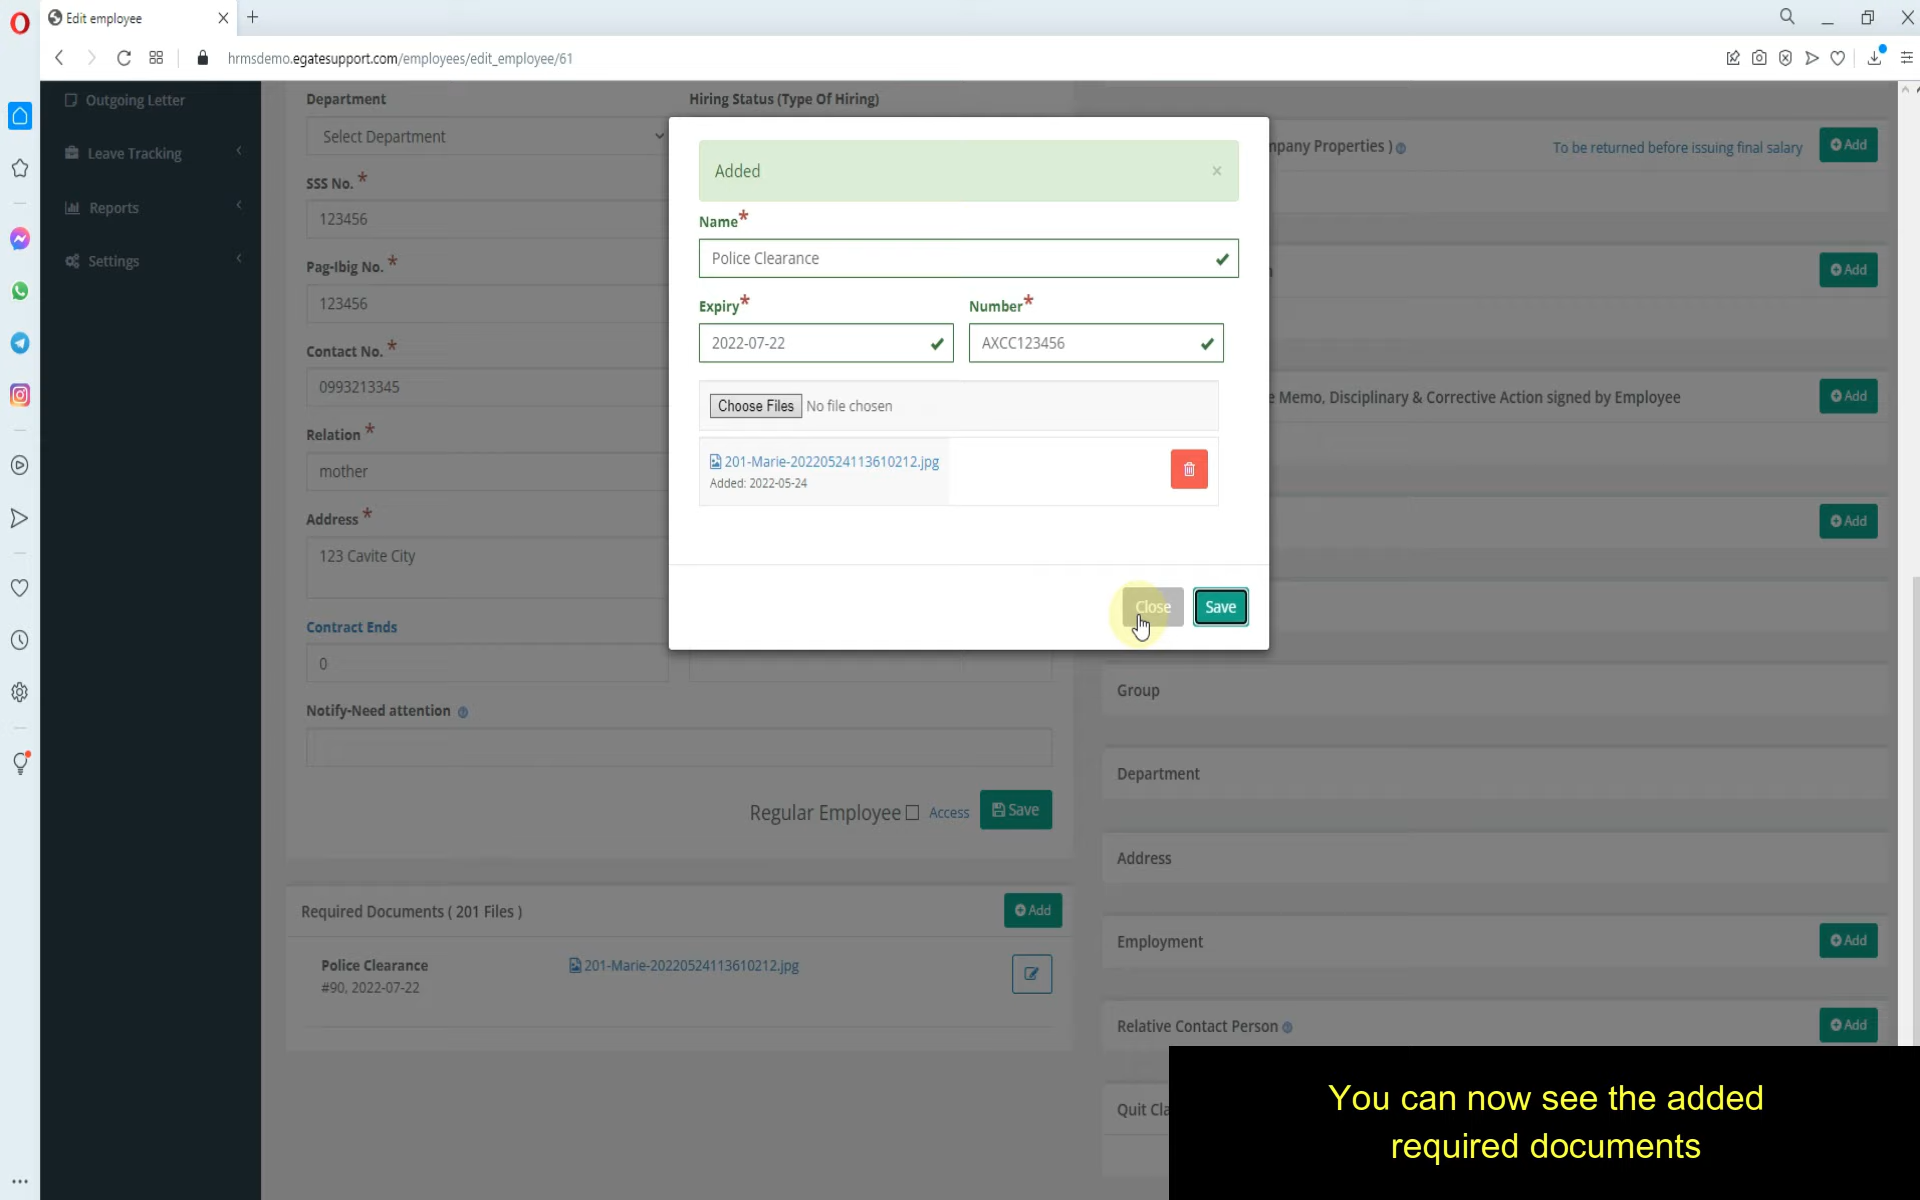 Edit employee
hrmsdemo.egatesupport.com/employees/edit_employee/61
Outgoing Letter
Leave Tracking
Reports
Settings
Department
Select Department
Hiring Status (Type Of Hiring)
SSS No. *
123456
Pag-Ibig No. *
123456
Contact No. *
0993213345
Relation *
mother
Address *
123 Cavite City
Contract Ends
0
Notify-Need attention
Regular Employee
Access
Save
Required Documents ( 201 Files )
Add
Police Clearance
#90, 2022-07-22
201-Marie-20220524113610212.jpg
Added
×
Name*
Police Clearance
Expiry*
2022-07-22
Number*
AXCC123456
Choose Files No file chosen
201-Marie-20220524113610212.jpg
Added: 2022-05-24
Close
Save
mpany Properties )
To be returned before issuing final salary
Add
Add
e Memo, Disciplinary & Corrective Action signed by Employee
Add
Add
Group
Department
Address
Employment
Add
Relative Contact Person
Add
Quit Cla
You can now see the added
required documents